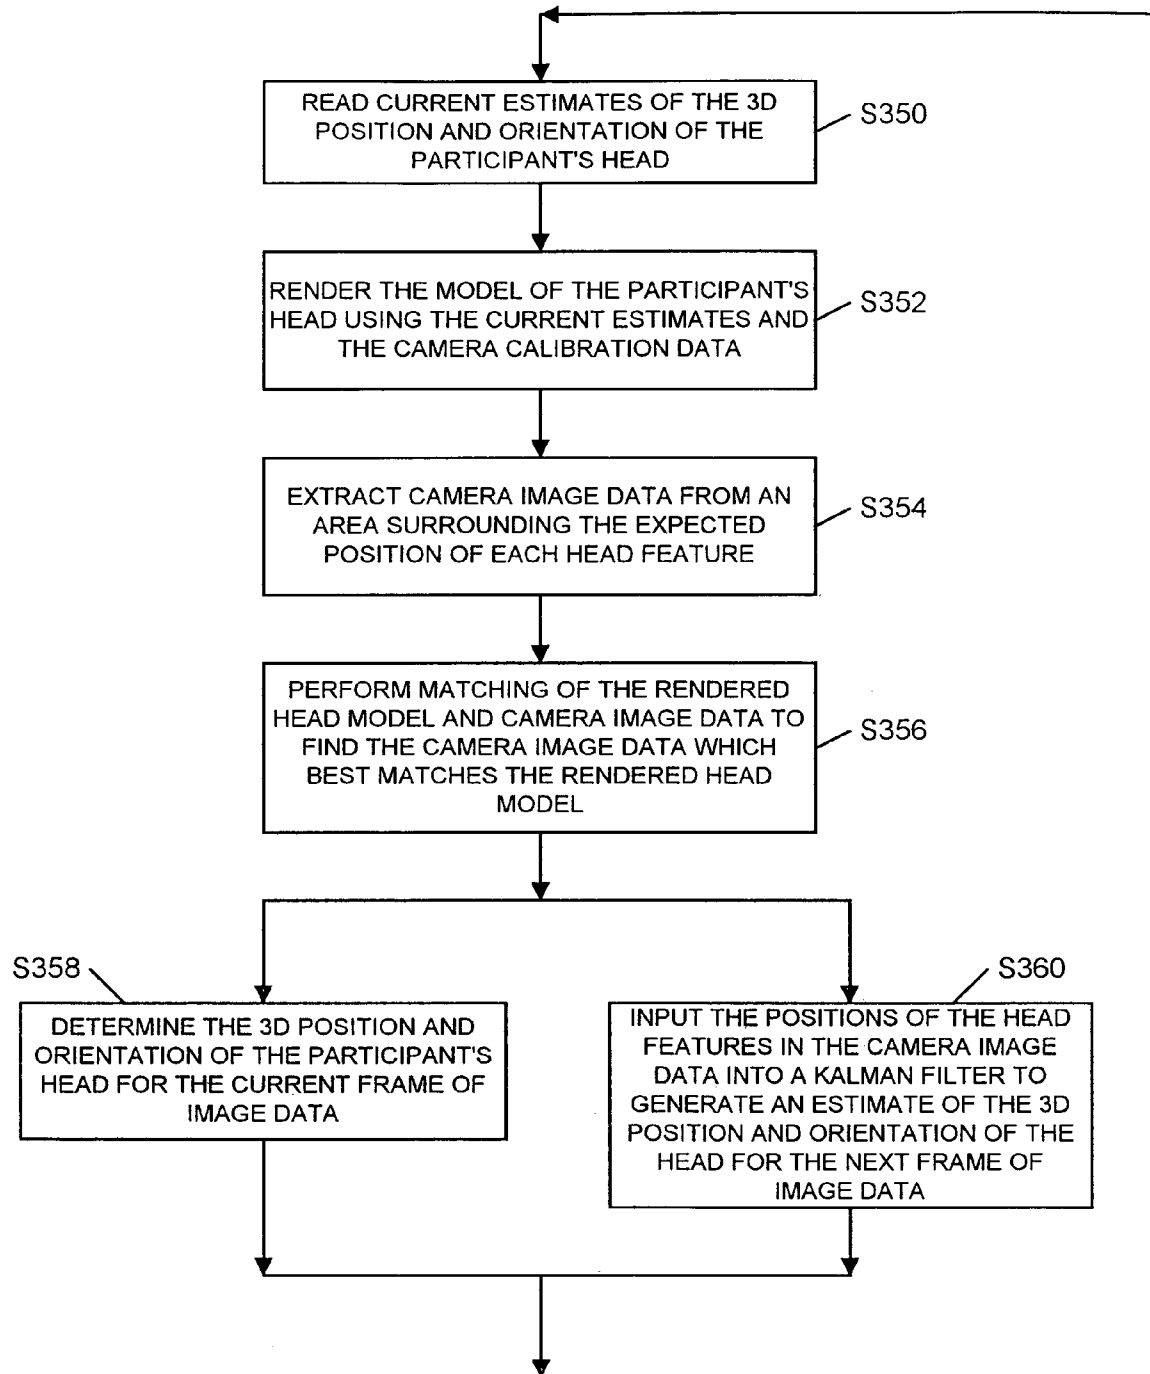 READ CURRENT ESTIMATES OF THE 3D
POSITION AND ORIENTATION OF THE
PARTICIPANT'S HEAD
S350
RENDER THE MODEL OF THE PARTICIPANT'S
HEAD USING THE CURRENT ESTIMATES AND
THE CAMERA CALIBRATION DATA
S352
EXTRACT CAMERA IMAGE DATA FROM AN
AREA SURROUNDING THE EXPECTED
POSITION OF EACH HEAD FEATURE
S354
PERFORM MATCHING OF THE RENDERED
HEAD MODEL AND CAMERA IMAGE DATA TO
FIND THE CAMERA IMAGE DATA WHICH
BEST MATCHES THE RENDERED HEAD
MODEL
S356
S358
DETERMINE THE 3D POSITION AND
ORIENTATION OF THE PARTICIPANT'S
HEAD FOR THE CURRENT FRAME OF
IMAGE DATA
S360
INPUT THE POSITIONS OF THE HEAD
FEATURES IN THE CAMERA IMAGE
DATA INTO A KALMAN FILTER TO
GENERATE AN ESTIMATE OF THE 3D
POSITION AND ORIENTATION OF THE
HEAD FOR THE NEXT FRAME OF
IMAGE DATA